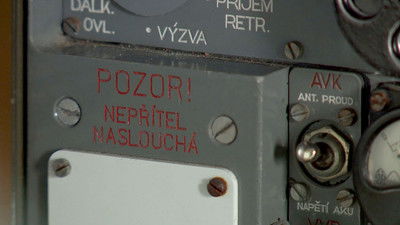 DÁLK.
OVL.
PŘÍJEM
RETR.
• VÝZVA
POZOR!
NEPŘÍTEL
NASLOUCHÁ
AVK
ANT. PROUD
NAPĚTÍ AKU